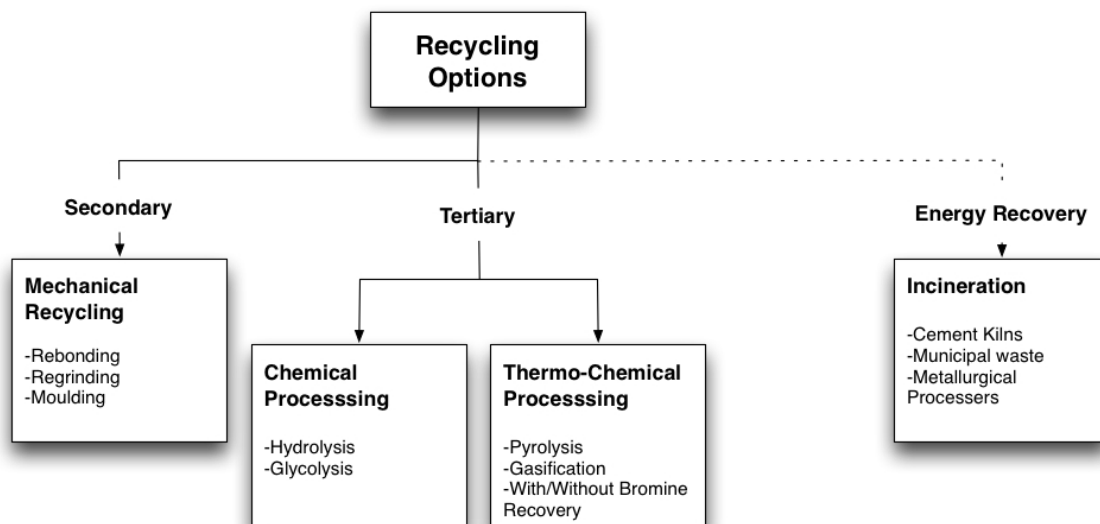 Recycling
Options
Secondary
Tertiary
Energy Recovery
Mechanical
Recycling
-Rebonding
-Regrinding
-Moulding
Chemical
Processsing
-Hydrolysis
-Glycolysis
Thermo-Chemical
Processsing
-Pyrolysis
-Gasification
-With/Without Bromine
Recovery
Incineration
-Cement Kilns
-Municipal waste
-Metallurgical
Processers